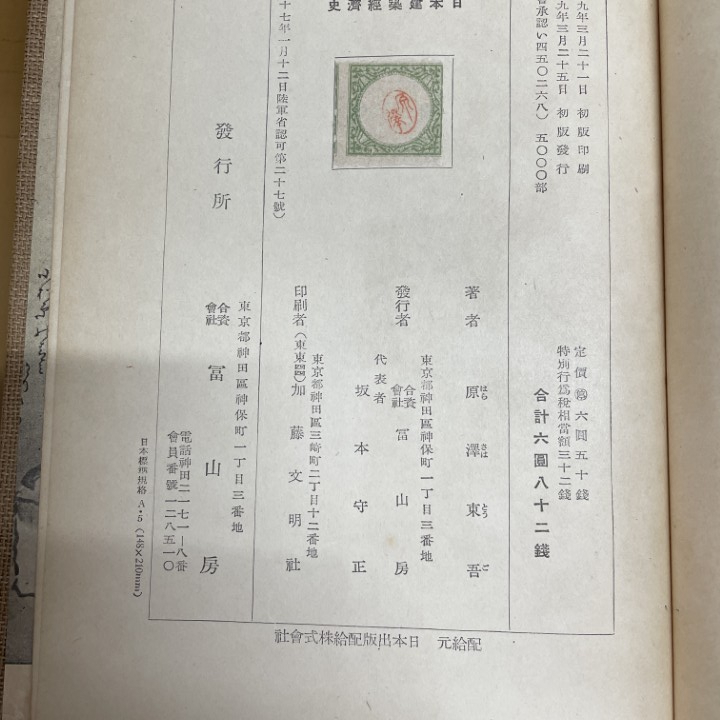 日本建築經濟史
九年三月二十一日 初版印刷
九年三月二十五日 初版發行
會承認い四五〇二六八) 五〇〇〇部
定價 六圓五十錢
特別行爲税相當額三十二錢
合計六圓八十二錢
著者 原澤東吾
はら さは とう ご
發行者
東京都神田區神保町一丁目三番地
合資會社 冨山房
代表者 坂本守正
印刷者(東東
東京都神田區三崎町二丁目十二番地
加藤文明社
十七年一月十二日陸軍省認可第二十七號)
發行所
東京都神田區神保町一丁目三番地
合資會社 冨山房
電話神田二一七一—八番
會員番號一二八五一〇
日本標準規格 A・5 (148×210mm)
配給元 日本出版配給株式會社